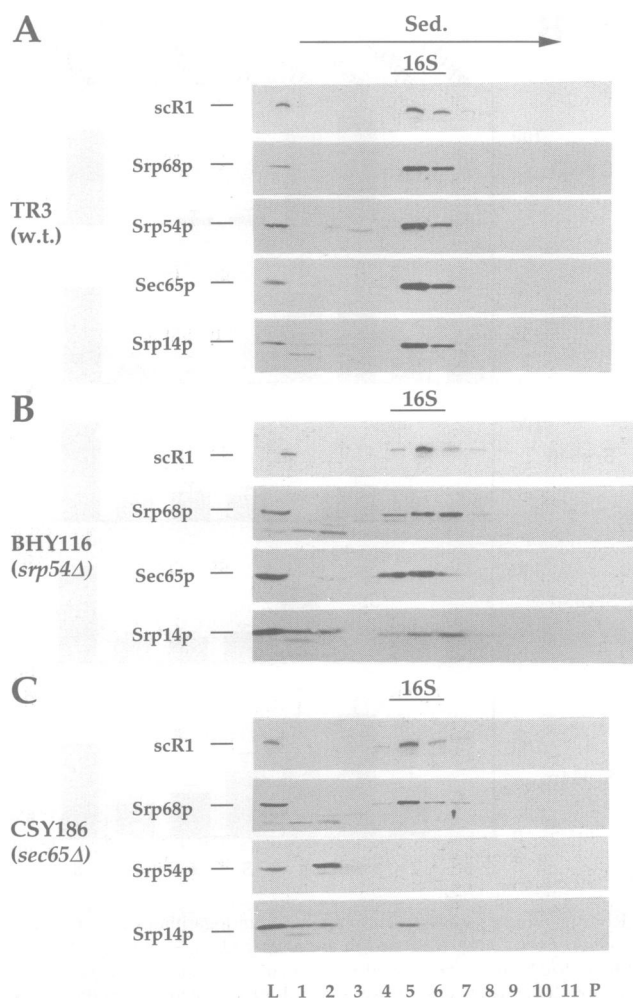 A
Sed.
16S
scR1
Srp68p
TR3
(w.t.)
Srp54p
Sec65p
Srp14p
B
16S
scR1
Srp68p
BHY116
(srp54Δ)
Sec65p
Srp14p
C
16S
scR1
Srp68p
CSY186
(sec65Δ)
Srp54p
Srp14p
L 1 2 3 4 5 6 7 8 9 10 11 P